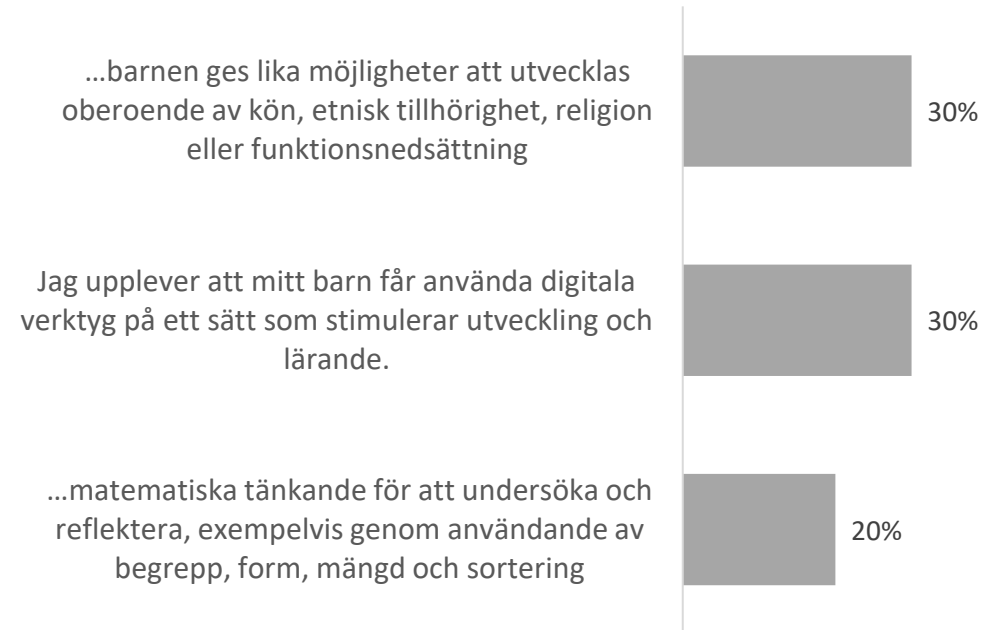 …barnen ges lika möjligheter att utvecklas
oberoende av kön, etnisk tillhörighet, religion
eller funktionsnedsättning
30%
Jag upplever att mitt barn får använda digitala
verktyg på ett sätt som stimulerar utveckling och
lärande.
30%
…matematiska tänkande för att undersöka och
reflektera, exempelvis genom användande av
begrepp, form, mängd och sortering
20%